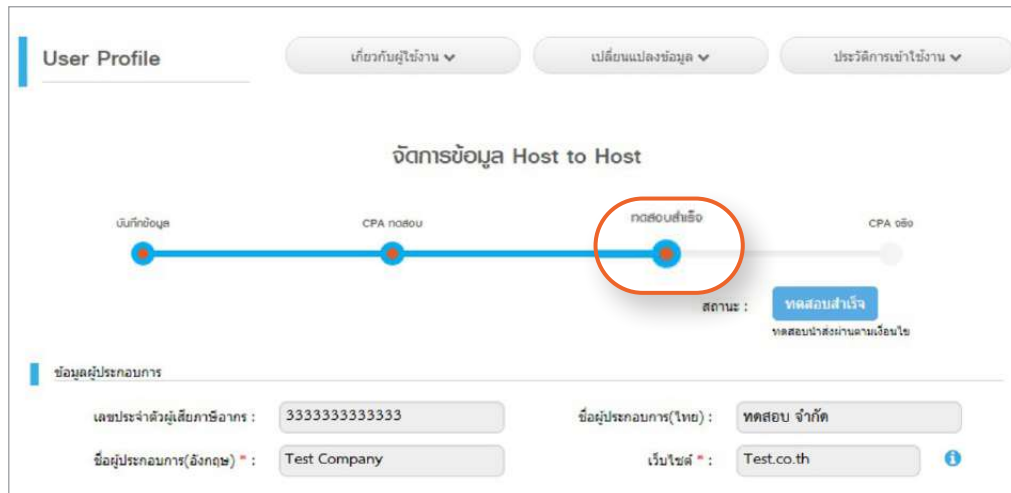 User Profile
เกี่ยวกับผู้ใช้งาน
เปลี่ยนแปลงข้อมูล
ประวัติการเข้าใช้งาน
จัดการข้อมูล Host to Host
บันทึกข้อมูล
CPA ทดสอบ
ทดสอบสำเร็จ
CPA จริง
สถานะ :
ทดสอบสำเร็จ
ทดสอบนำส่งผ่านตามเงื่อนไข
ข้อมูลผู้ประกอบการ
เลขประจำตัวผู้เสียภาษีอากร : 3333333333333 ชื่อผู้ประกอบการ(ไทย) : ทดสอบ จำกัด
ชื่อผู้ประกอบการ(อังกฤษ) * : Test Company เว็บไซต์ * : Test.co.th